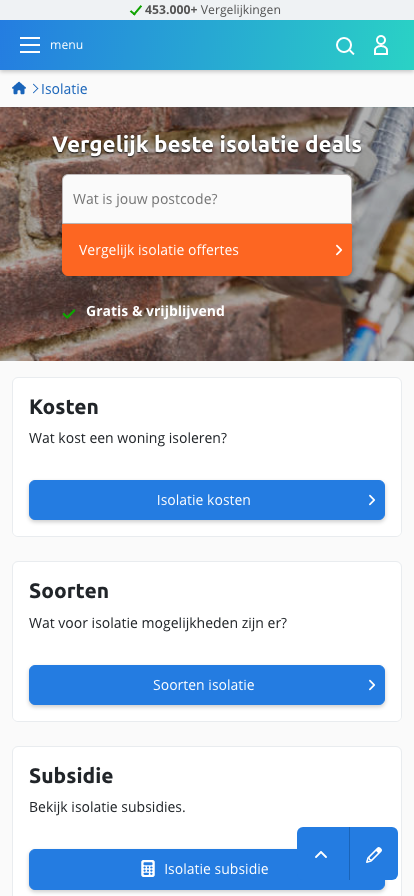 453.000+ Vergelijkingen
menu
Isolatie
Vergelijk beste isolatie deals
Wat is jouw postcode?
Vergelijk isolatie offertes
Gratis & vrijblijvend
Kosten
Wat kost een woning isoleren?
Isolatie kosten
Soorten
Wat voor isolatie mogelijkheden zijn er?
Soorten isolatie
Subsidie
Bekijk isolatie subsidies.
Isolatie subsidie